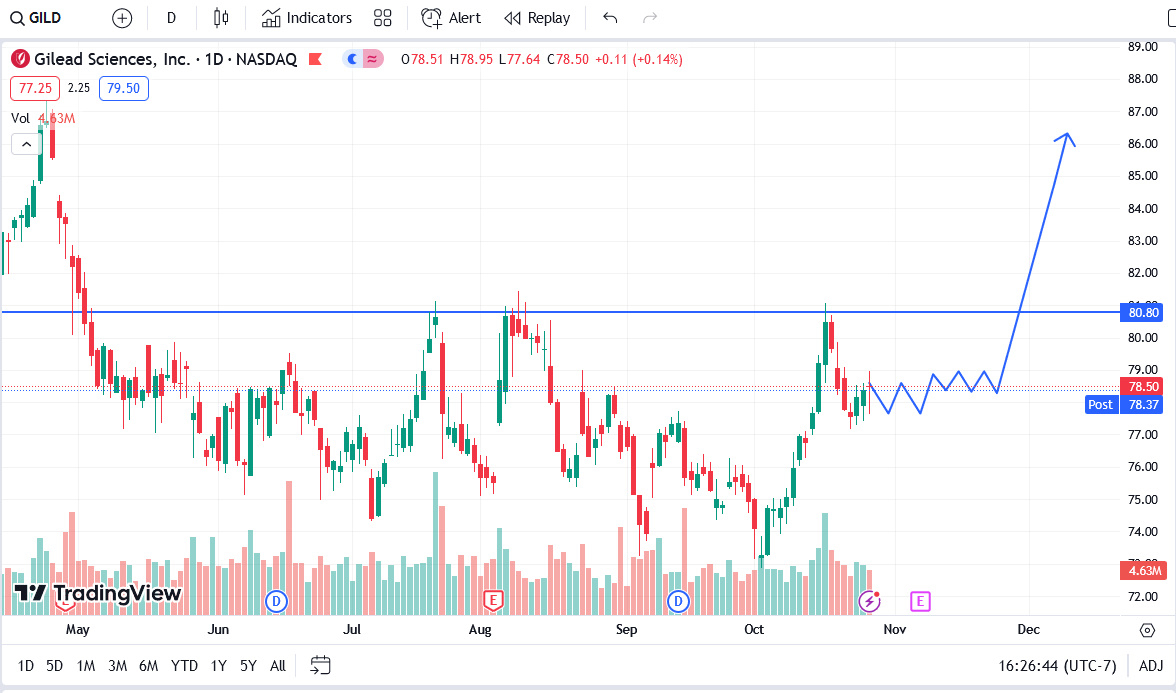 GILD D Indicators Alert Replay
Gilead Sciences, Inc. · 1D · NASDAQ O78.51 H78.95 L77.64 C78.50 +0.11 (+0.14%)
77.25 2.25 79.50
Vol 4.63M
89.00
88.00
87.00
86.00
85.00
84.00
83.00
82.00
80.80
80.00
79.00
78.50
Post 78.37
77.00
76.00
75.00
74.00
4.63M
72.00
TradingView
E D E D E
May Jun Jul Aug Sep Oct Nov Dec
1D 5D 1M 3M 6M YTD 1Y 5Y All 16:26:44 (UTC-7) ADJ